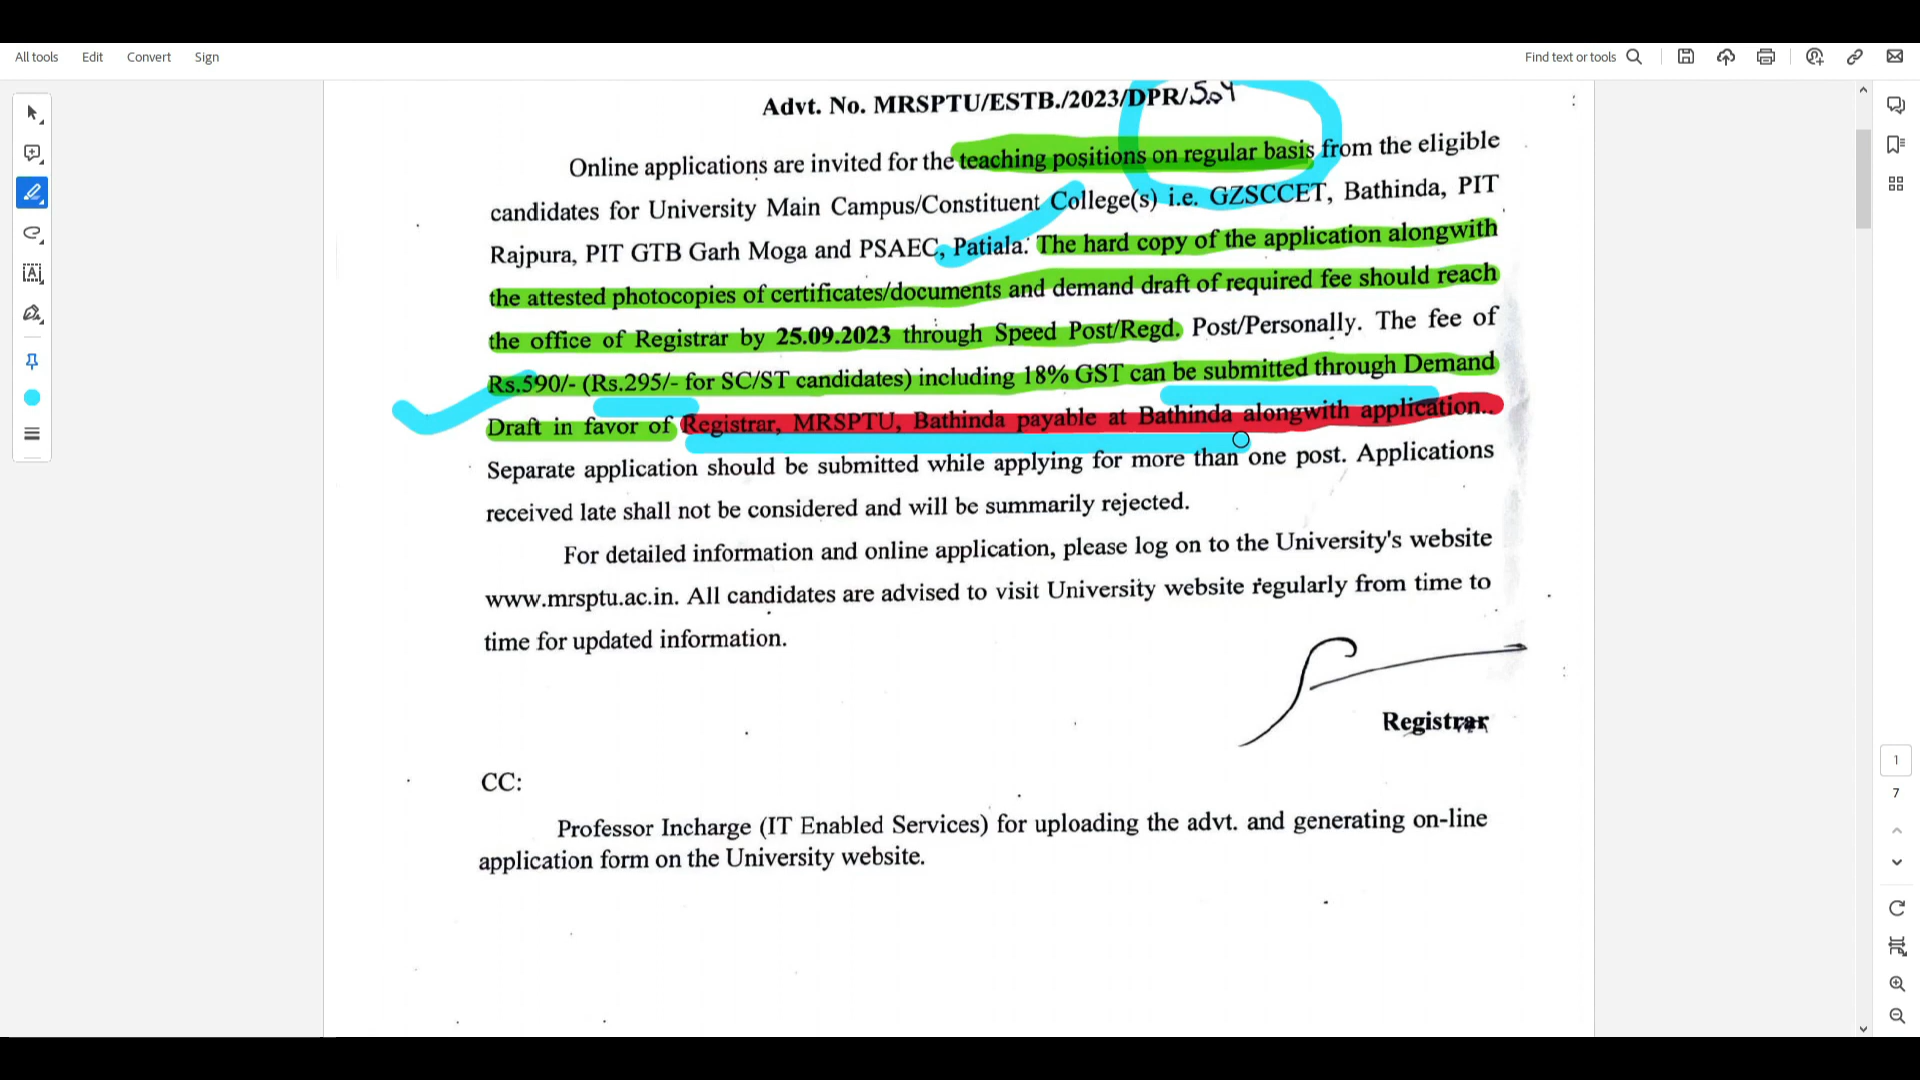 All tools Edit Convert Sign Find text or tools
Advt. No. MRSPTU/ESTB./2023/DPR/504
Online applications are invited for the teaching positions on regular basis from the eligible
candidates for University Main Campus/Constituent College(s) i.e. GZSCCET, Bathinda, PIT
Rajpura, PIT GTB Garh Moga and PSAEC, Patiala. The hard copy of the application alongwith
the attested photocopies of certificates/documents and demand draft of required fee should reach
the office of Registrar by 25.09.2023 through Speed Post/Regd. Post/Personally. The fee of
Rs.590/- (Rs.295/- for SC/ST candidates) including 18% GST can be submitted through Demand
Draft in favor of Registrar, MRSPTU, Bathinda payable at Bathinda alongwith application..
Separate application should be submitted while applying for more than one post. Applications
received late shall not be considered and will be summarily rejected.
For detailed information and online application, please log on to the University's website
www.mrsptu.ac.in. All candidates are advised to visit University website regularly from time to
time for updated information.
Registrar
CC:
Professor Incharge (IT Enabled Services) for uploading the advt. and generating on-line
application form on the University website.
1
7